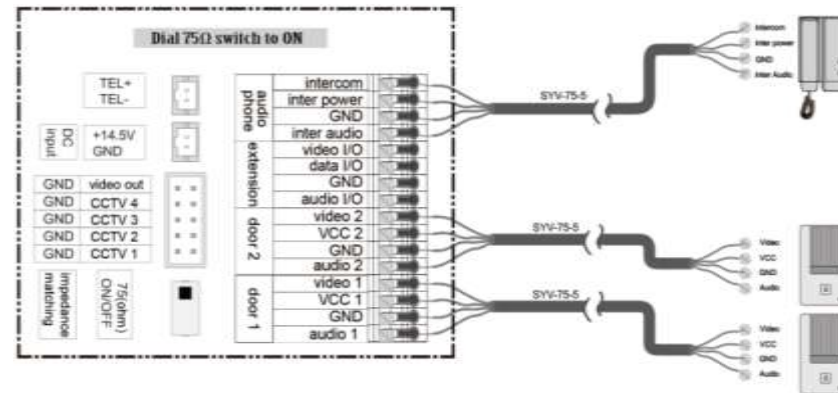 Dial 75Ω switch to ON
TEL+
TEL-
DC
input
+14.5V
GND
GND video out
GND CCTV 4
GND CCTV 3
GND CCTV 2
GND CCTV 1
impedance
matching
75(ohm)
ON/OFF
audio
phone
intercom
inter power
GND
inter audio
extension
video I/O
data I/O
GND
audio I/O
door 2
video 2
VCC 2
GND
audio 2
door 1
video 1
VCC 1
GND
audio 1
SYV-75-5
Intercom
Inter power
GND
Inter Audio
SYV-75-5
Video
VCC
GND
Audio
SYV-75-5
Video
VCC
GND
Audio